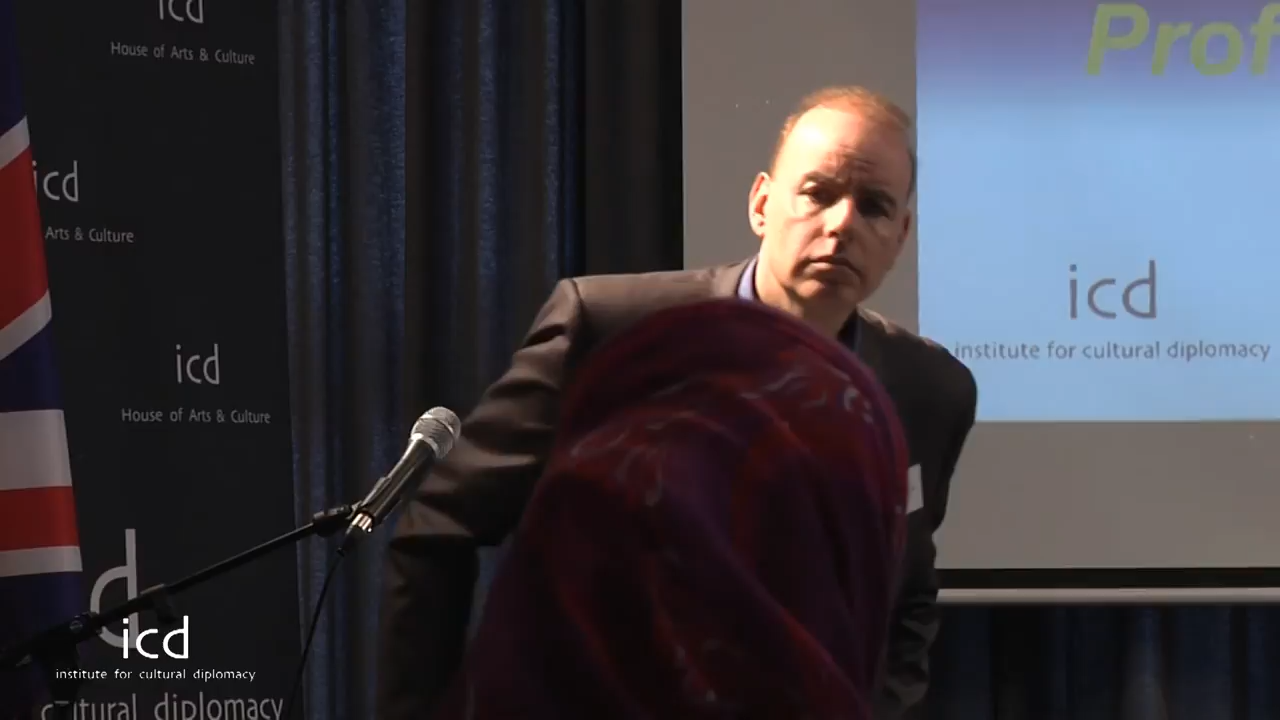 icd
House of Arts & Culture
icd
Arts & Culture
icd
House of Arts & Culture
d
cultural diplomacy
icd
institute for cultural diplomacy
Prof
icd
institute for cultural diplomacy